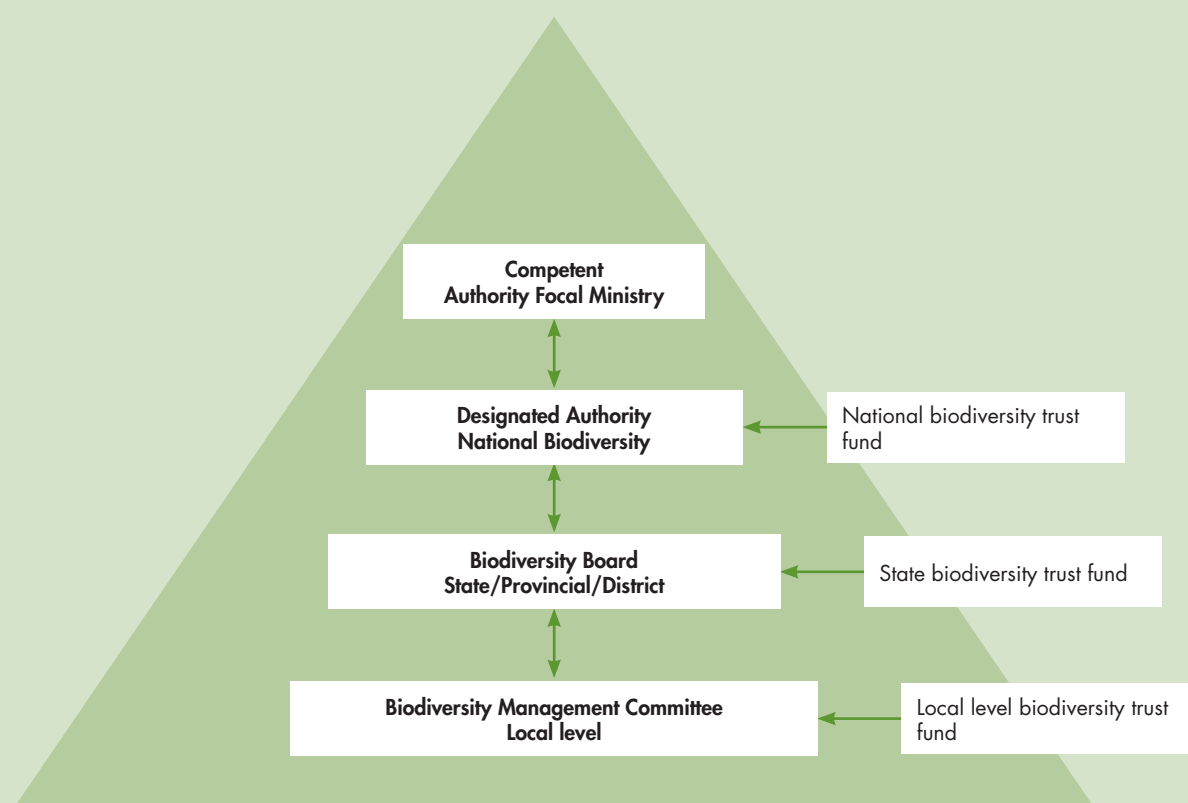 Competent
Authority Focal Ministry
Designated Authority
National Biodiversity
National biodiversity trust
fund
Biodiversity Board
State/Provincial/District
State biodiversity trust fund
Biodiversity Management Committee
Local level
Local level biodiversity trust
fund